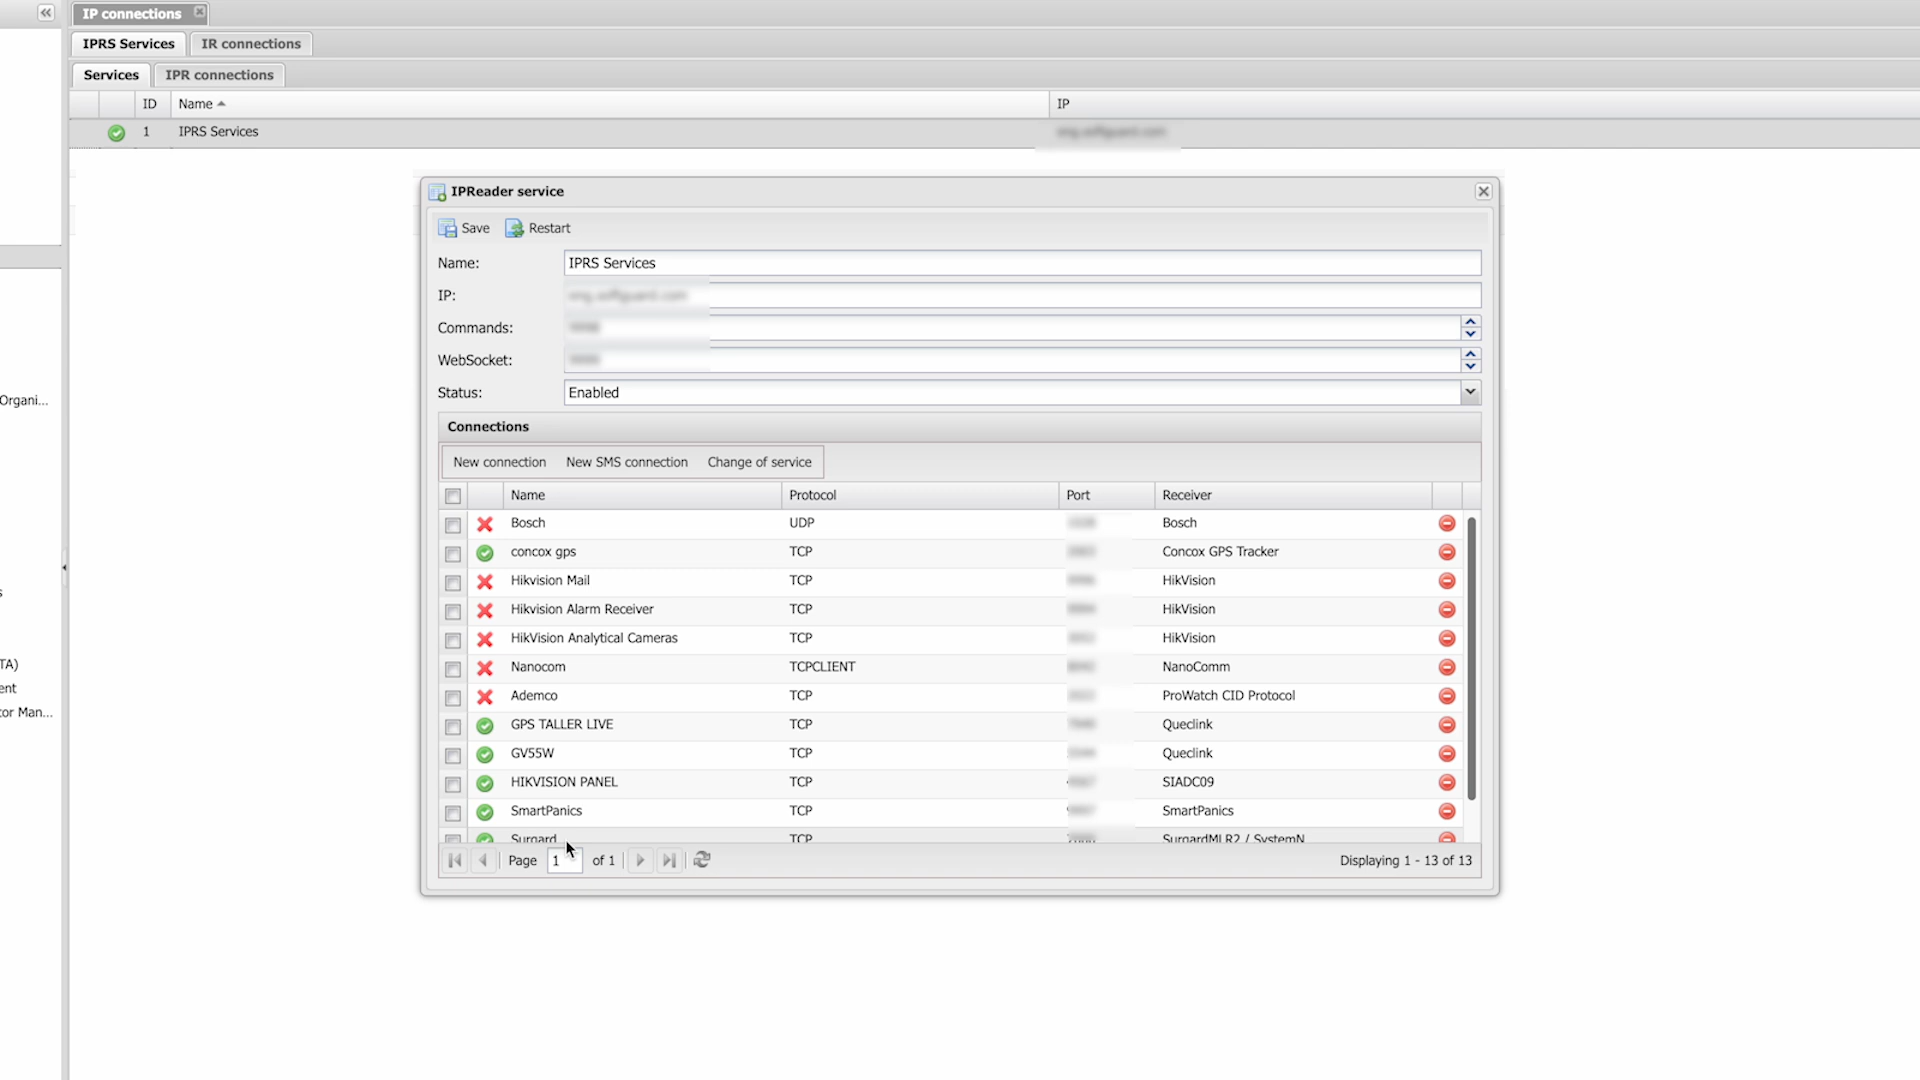 IP connections
IPRS Services IR connections
Services IPR connections
ID Name IP
1 IPRS Services
IPReader service
Save Restart
Name: IPRS Services
IP:
Commands:
WebSocket:
Status: Enabled
Organi...
Connections
New connection New SMS connection Change of service
Name Protocol Port Receiver
Bosch UDP Bosch
concox gps TCP Concox GPS Tracker
Hikvision Mail TCP HikVision
s
Hikvision Alarm Receiver TCP HikVision
HikVision Analytical Cameras TCP HikVision
TA)
Nanocom TCPCLIENT NanoComm
ent
Ademco TCP ProWatch CID Protocol
tor Man...
GPS TALLER LIVE TCP Queclink
GV55W TCP Queclink
HIKVISION PANEL TCP SIADC09
SmartPanics TCP SmartPanics
Surgard TCP SurgardMLR2 / SystemN
Page 1 of 1 Displaying 1 - 13 of 13